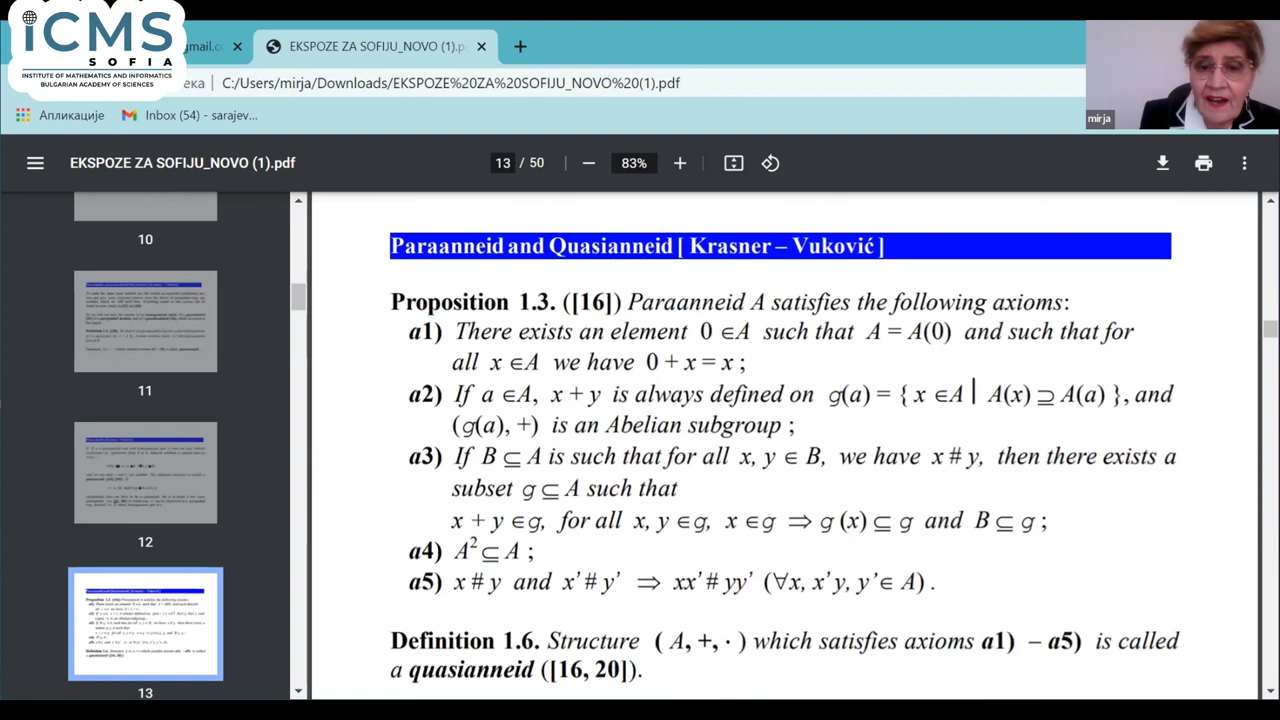 iCMS
SOFIA
INSTITUTE OF MATHEMATICS AND INFORMATICS
BULGARIAN ACADEMY OF SCIENCES
gmail.c
EKSPOZE ZA SOFIJU_NOVO (1).p
C:/Users/mirja/Downloads/EKSPOZE%20ZA%20SOFIJU_NOVO%20(1).pdf
Апликације
Inbox (54) – sarajev...
mirja
EKSPOZE ZA SOFIJU_NOVO (1).pdf
13 / 50
83%
10
11
12
13
Paraanneid and Quasianneid [ Krasner – Vuković ]
Proposition 1.3. ([16]) Paraanneid A satisfies the following axioms:
a1) There exists an element 0 ∈A such that A = A(0) and such that for
all x ∈A we have 0 + x = x ;
a2) If a ∈A, x + y is always defined on g(a) = { x ∈A | A(x) ⊇ A(a) }, and
(g(a), +) is an Abelian subgroup ;
a3) If B ⊆ A is such that for all x, y ∈ B, we have x # y, then there exists a
subset g ⊆ A such that
x + y ∈g, for all x, y ∈g, x ∈g ⇒ g (x) ⊆ g and B ⊆ g ;
a4) A² ⊆ A ;
a5) x # y and x’ # y’ ⇒ xx’ # yy’ (∀x, x’y, y’∈ A) .
Definition 1.6. Structure ( A, +, · ) which satisfies axioms a1) – a5) is called
a quasianneid ([16, 20]).